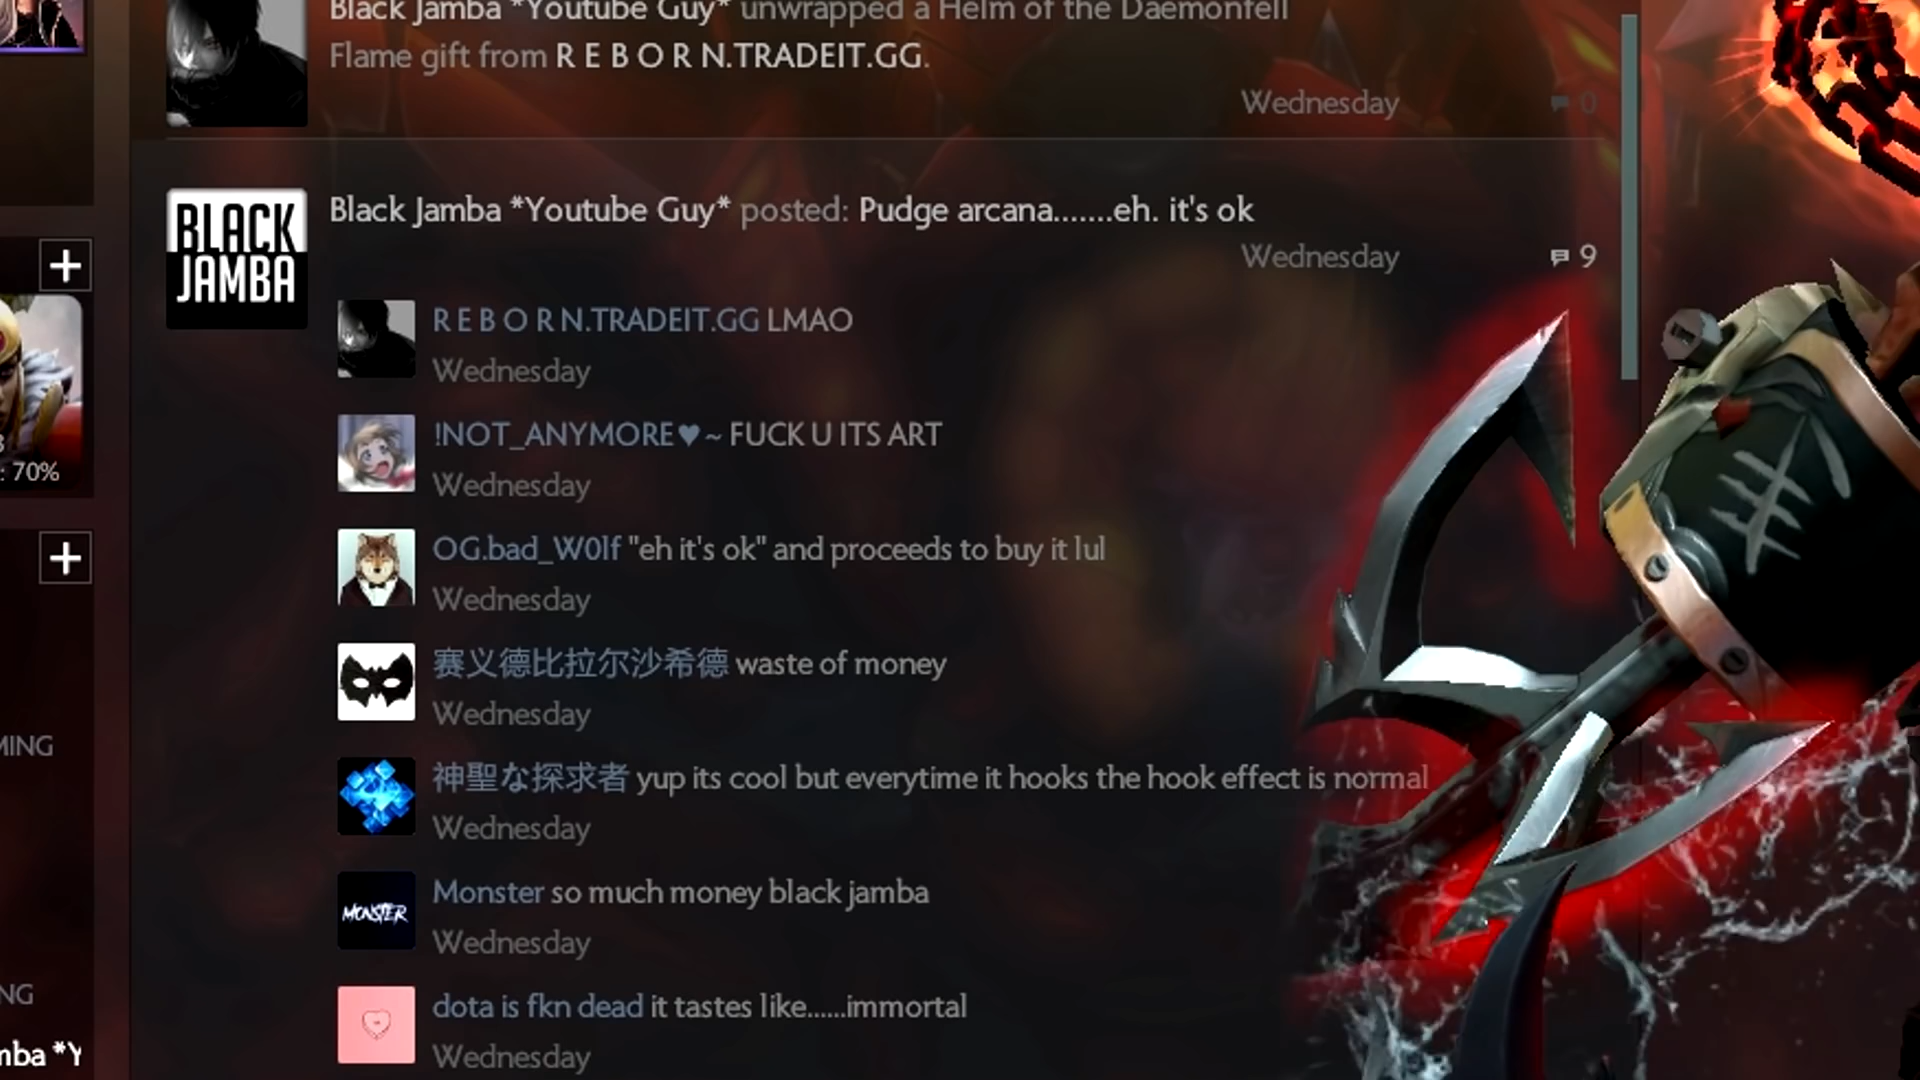 Black Jamba *Youtube Guy* unwrapped a Helm of the Daemonfell
Flame gift from R E B O R N.TRADEIT.GG.
Wednesday 0
BLACK
JAMBA
Black Jamba *Youtube Guy* posted: Pudge arcana.......eh. it's ok
Wednesday 9
R E B O R N.TRADEIT.GG LMAO
Wednesday
!NOT_ANYMORE♥~ FUCK U ITS ART
Wednesday
: 70%
OG.bad_W0lf "eh it's ok" and proceeds to buy it lul
Wednesday
赛义德比拉尔沙希德 waste of money
Wednesday
MING
神聖な探求者 yup its cool but everytime it hooks the hook effect is normal
Wednesday
MONSTER
Monster so much money black jamba
Wednesday
NG
dota is fkn dead it tastes like......immortal
Wednesday
mba *Y